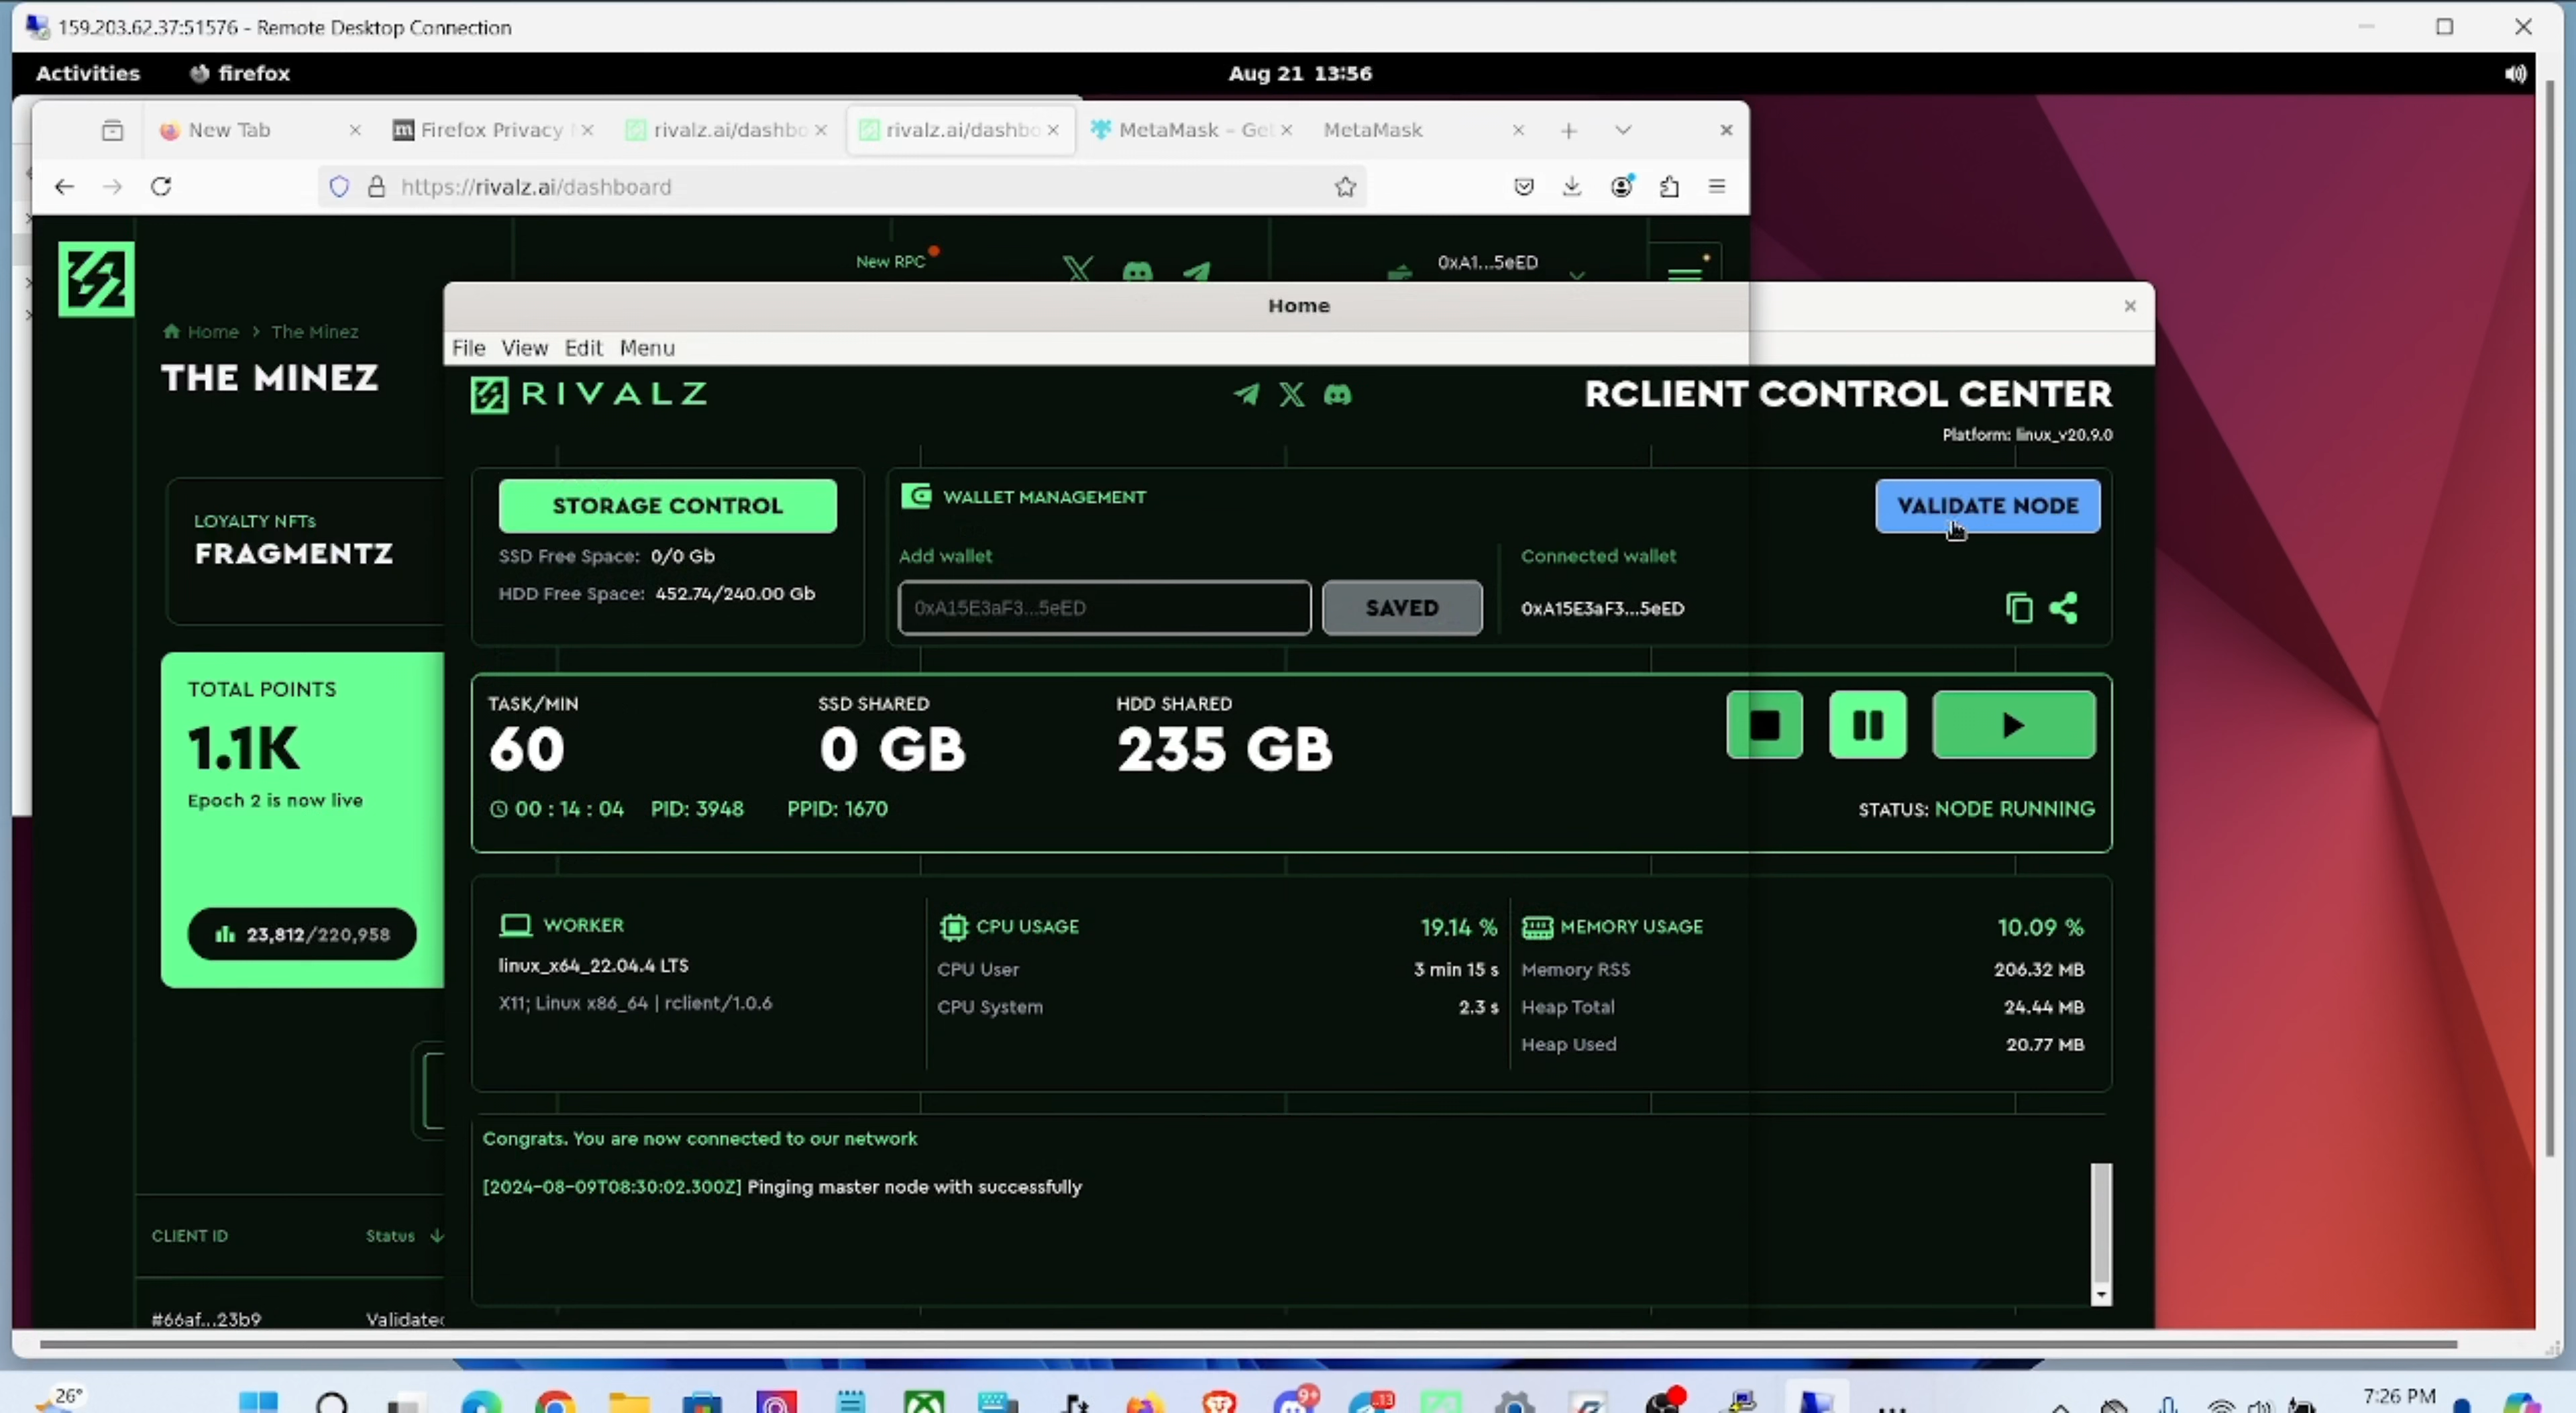 159.203.62.37:51576 - Remote Desktop Connection
Activities firefox Aug 21 13:56
New Tab Firefox Privacy rivalz.ai/dashbo rivalz.ai/dashbo MetaMask - Ge MetaMask
https://rivalz.ai/dashboard
New RPC 0xA1...5eED
Home > The Minez
THE MINEZ
LOYALTY NFTs
FRAGMENTZ
TOTAL POINTS
1.1K
Epoch 2 is now live
23,812/220,958
CLIENT ID Status
#66af...23b9 Validated
Home
File View Edit Menu
RIVALZ
RCLIENT CONTROL CENTER
Platform: linux_v20.9.0
STORAGE CONTROL
SSD Free Space: 0/0 Gb
HDD Free Space: 452.74/240.00 Gb
WALLET MANAGEMENT
VALIDATE NODE
Add wallet
Connected wallet
0xA15E3aF3...5eED
SAVED
0xA15E3aF3...5eED
TASK/MIN SSD SHARED HDD SHARED
60 0 GB 235 GB
00 : 14 : 04 PID: 3948 PPID: 1670
STATUS: NODE RUNNING
WORKER
linux_x64_22.04.4 LTS
X11; Linux x86_64 | rclient/1.0.6
CPU USAGE 19.14 %
CPU User 3 min 15 s
CPU System 2.3 s
MEMORY USAGE 10.09 %
Memory RSS 206.32 MB
Heap Total 24.44 MB
Heap Used 20.77 MB
Congrats. You are now connected to our network
[2024-08-09T08:30:02.300Z] Pinging master node with successfully
26°
9+
13
7:26 PM